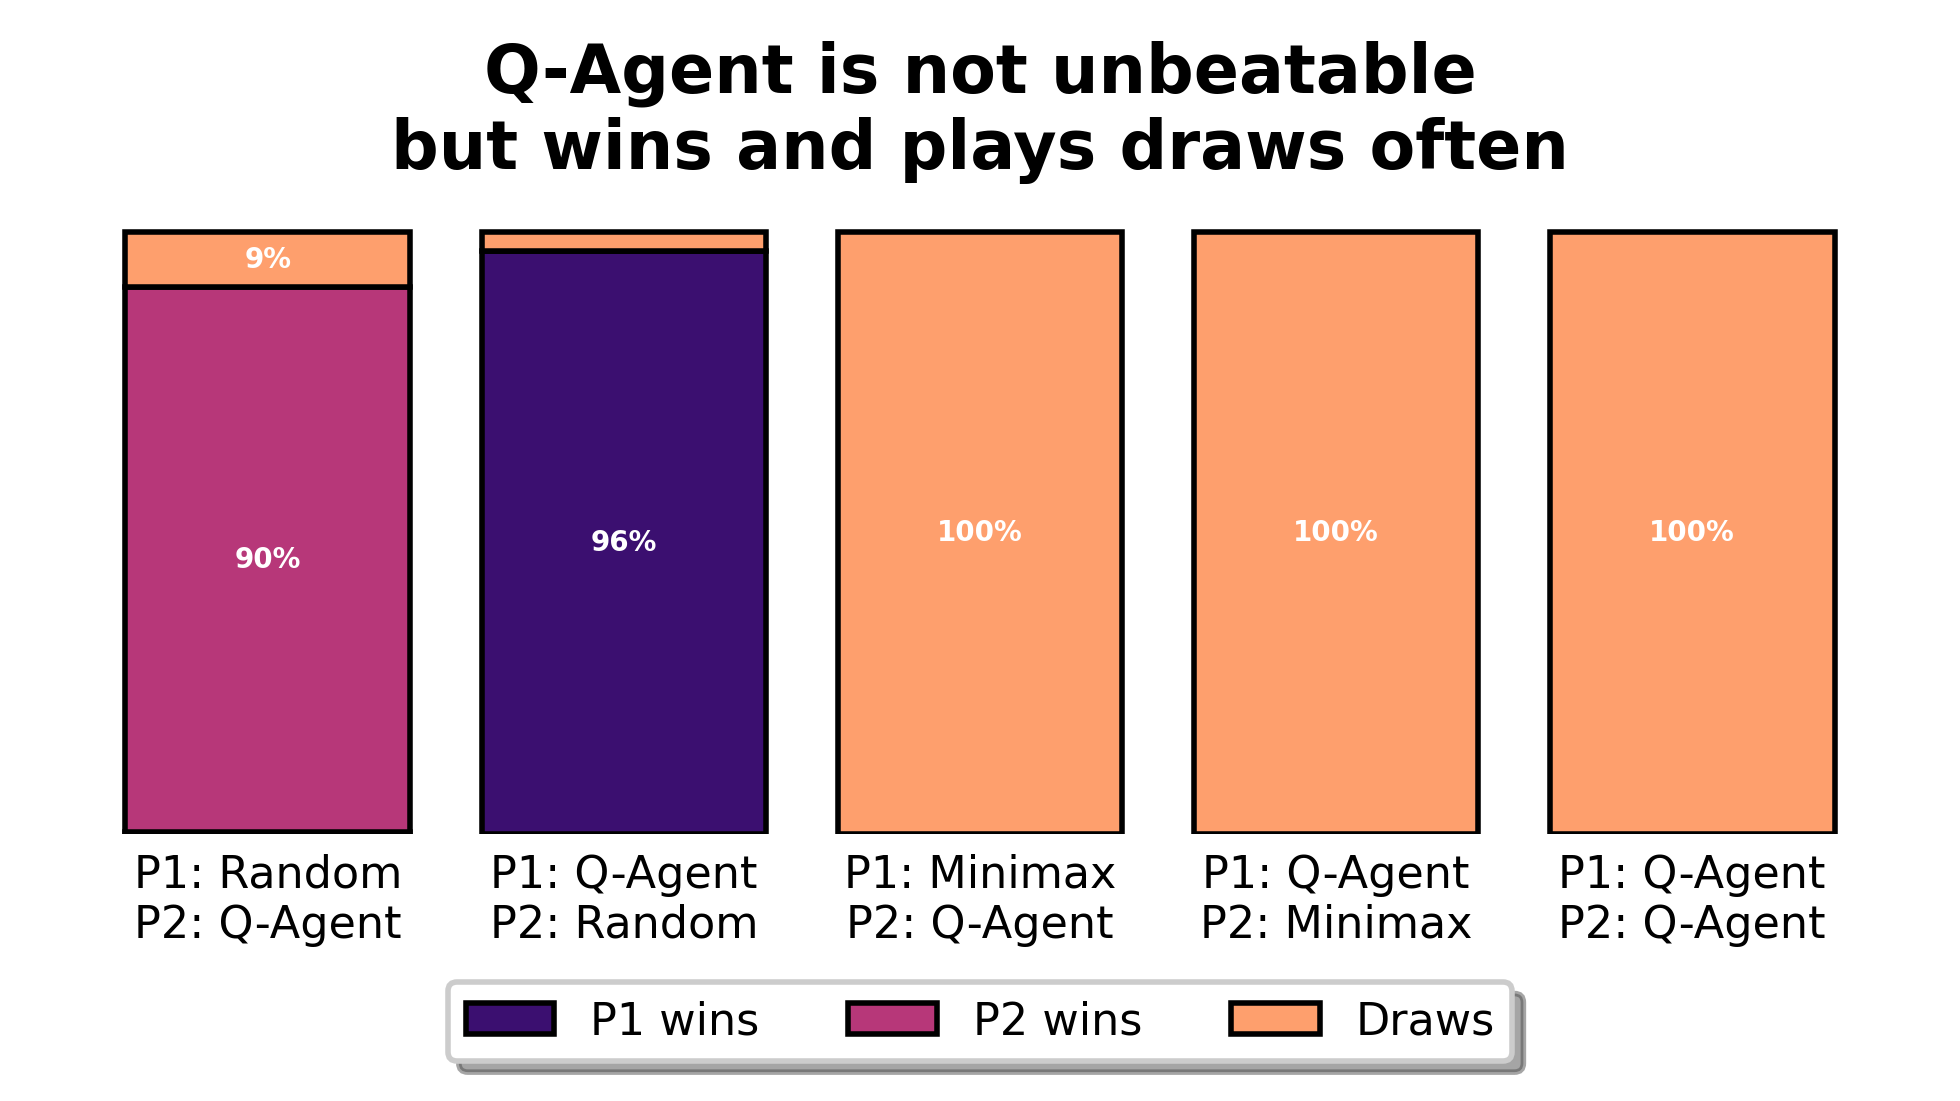 Q-Agent is not unbeatable
but wins and plays draws often
9%
90%
96%
100%
100%
100%
P1: Random
P2: Q-Agent
P1: Q-Agent
P2: Random
P1: Minimax
P2: Q-Agent
P1: Q-Agent
P2: Minimax
P1: Q-Agent
P2: Q-Agent
P1 wins
P2 wins
Draws